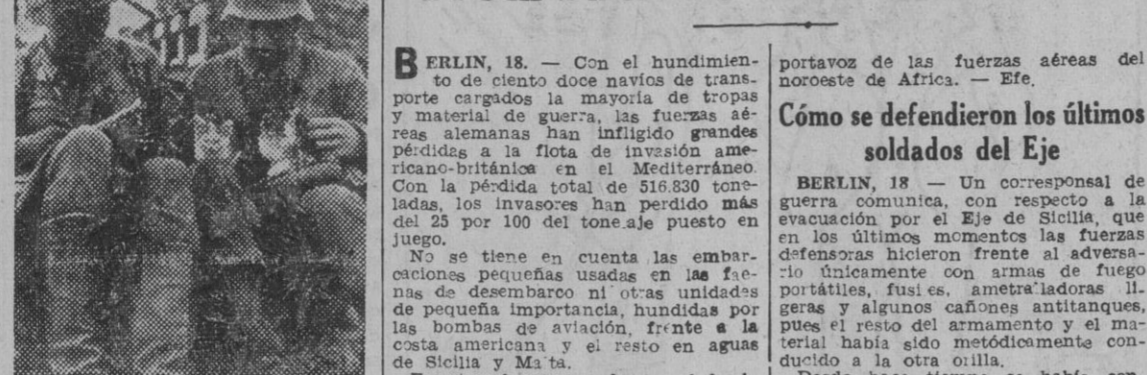 BERLIN, 18. — Con el hundimien-
to de ciento doce navíos de trans-
porte cargados la mayoría de tropas
y material de guerra, las fuerzas aé-
reas alemanas han infligido grandes
pérdidas a la flota de invasión ame-
ricano-británica en el Mediterráneo.
Con la pérdida total de 516.830 tone-
ladas, los invasores han perdido más
del 25 por 100 del tone aje puesto en
juego.
No se tiene en cuenta las embar-
caciones pequeñas usadas en las fae-
nas de desembarco ni otras unidades
de pequeña importancia, hundidas por
las bombas de aviación, frente a la
costa americana y el resto en aguas
de Sicilia y Ma ta.
portavoz de las fuerzas aéreas del
noroeste de Africa. — Efe.
Cómo se defendieron los últimos
soldados del Eje
BERLIN, 18 — Un corresponsal de
guerra comunica, con respecto a la
evacuación por el Eje de Sicilia, que
en los últimos momentos las fuerzas
defensoras hicieron frente al adversa-
rio únicamente con armas de fuego
portátiles, fusi es, ametra ladoras li-
geras y algunos cañones antitanques,
pues el resto del armamento y el ma-
terial había sido metódicamente con-
ducido a la otra orilla.